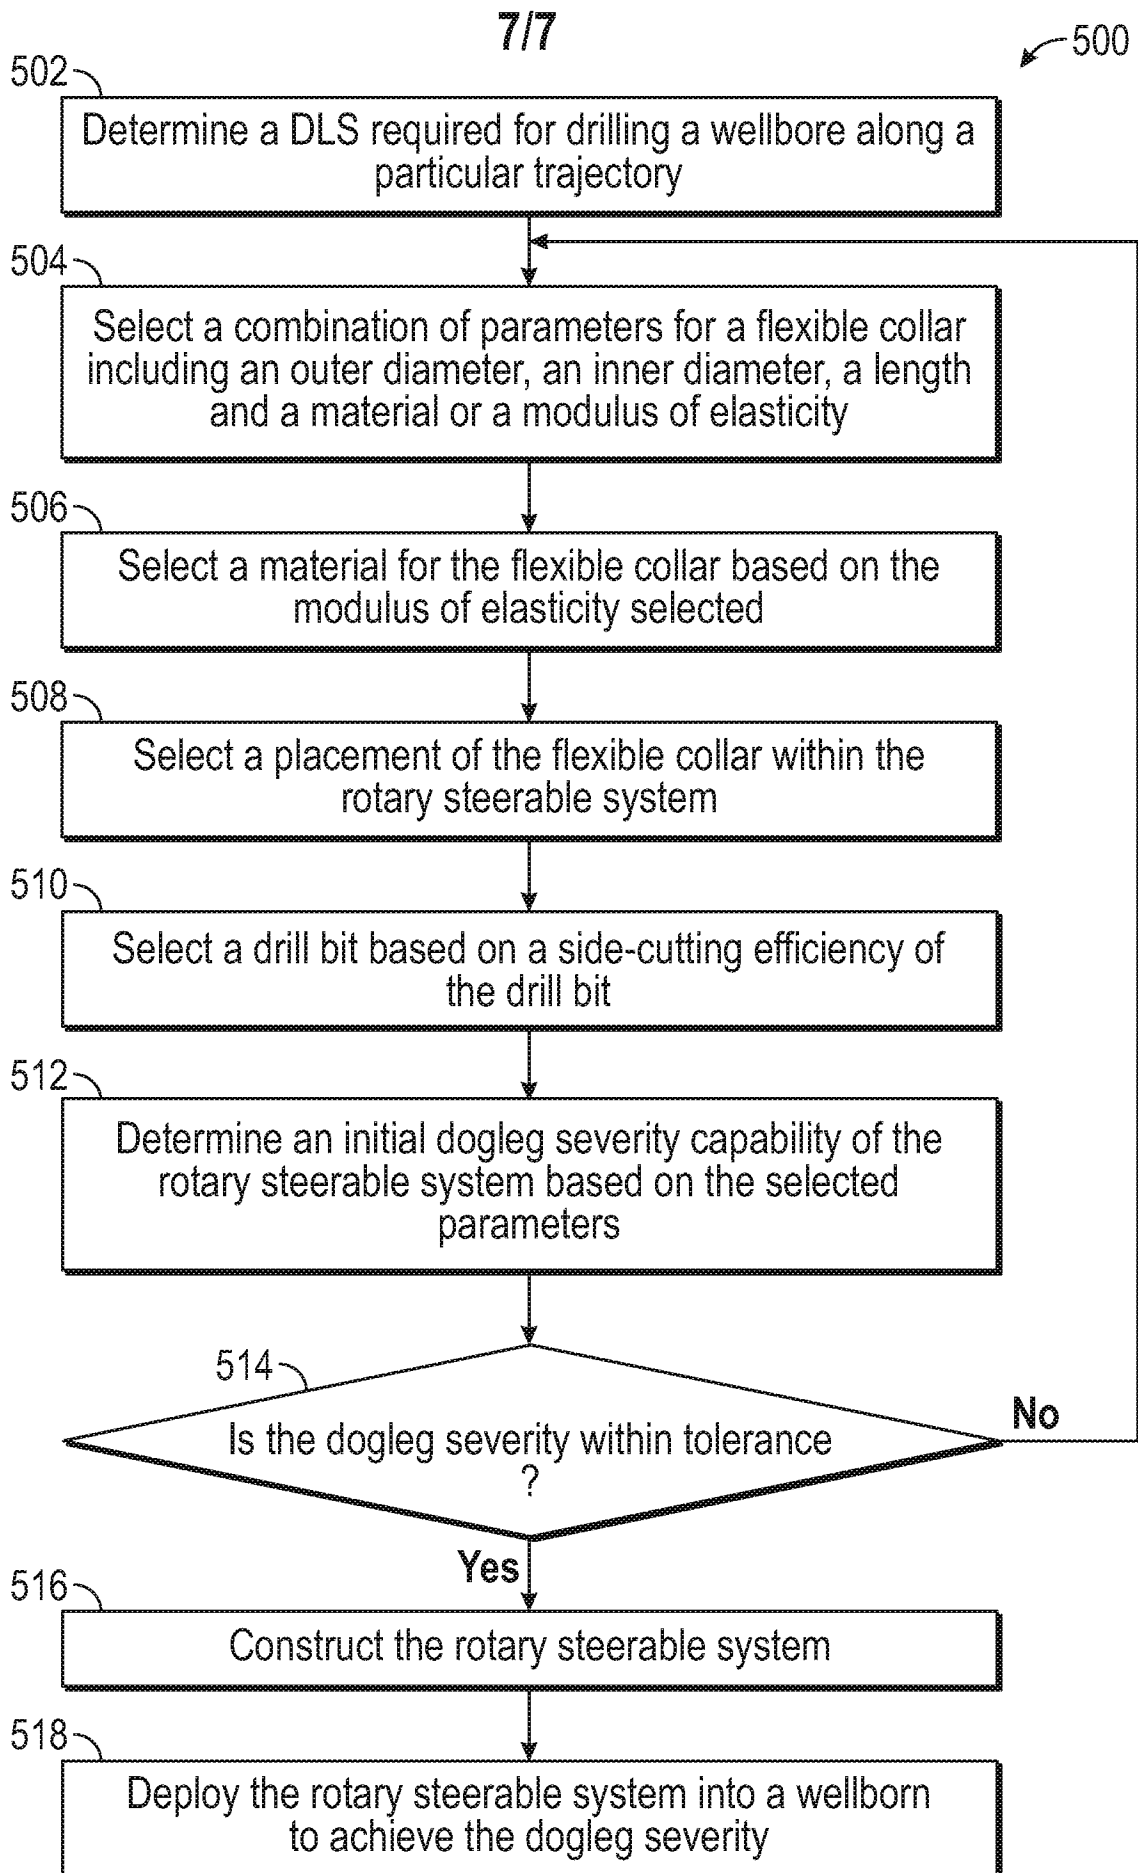 7/7
500
502
Determine a DLS required for drilling a wellbore along a
particular trajectory
504
Select a combination of parameters for a flexible collar
including an outer diameter, an inner diameter, a length
and a material or a modulus of elasticity
506
Select a material for the flexible collar based on the
modulus of elasticity selected
508
Select a placement of the flexible collar within the
rotary steerable system
510
Select a drill bit based on a side-cutting efficiency of
the drill bit
512
Determine an initial dogleg severity capability of the
rotary steerable system based on the selected
parameters
514
Is the dogleg severity within tolerance
?
No
Yes
516
Construct the rotary steerable system
518
Deploy the rotary steerable system into a wellborn
to achieve the dogleg severity